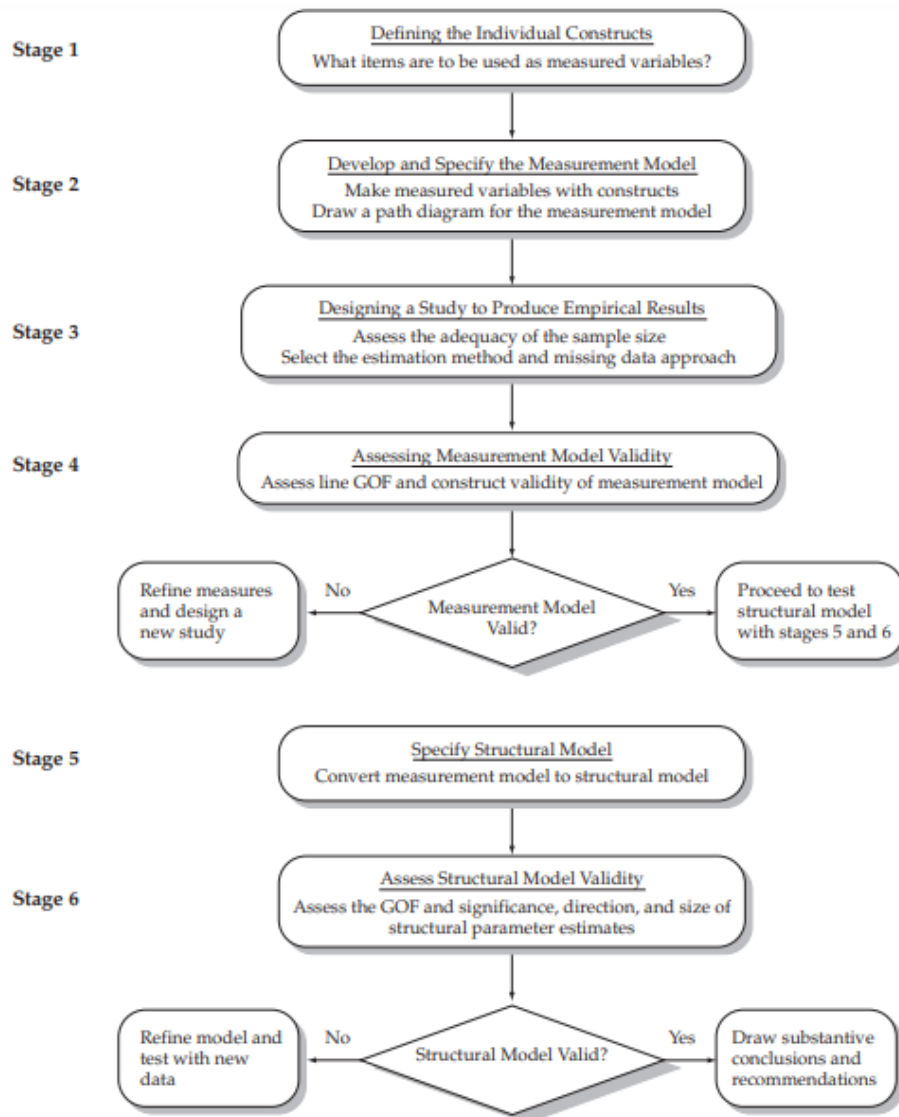 Stage 1
Defining the Individual Constructs
What items are to be used as measured variables?
Stage 2
Develop and Specify the Measurement Model
Make measured variables with constructs
Draw a path diagram for the measurement model
Stage 3
Designing a Study to Produce Empirical Results
Assess the adequacy of the sample size
Select the estimation method and missing data approach
Stage 4
Assessing Measurement Model Validity
Assess line GOF and construct validity of measurement model
Refine measures
and design a
new study
No
Measurement Model
Valid?
Yes
Proceed to test
structural model
with stages 5 and 6
Stage 5
Specify Structural Model
Convert measurement model to structural model
Stage 6
Assess Structural Model Validity
Assess the GOF and significance, direction, and size of
structural parameter estimates
Refine model and
test with new
data
No
Structural Model Valid?
Yes
Draw substantive
conclusions and
recommendations